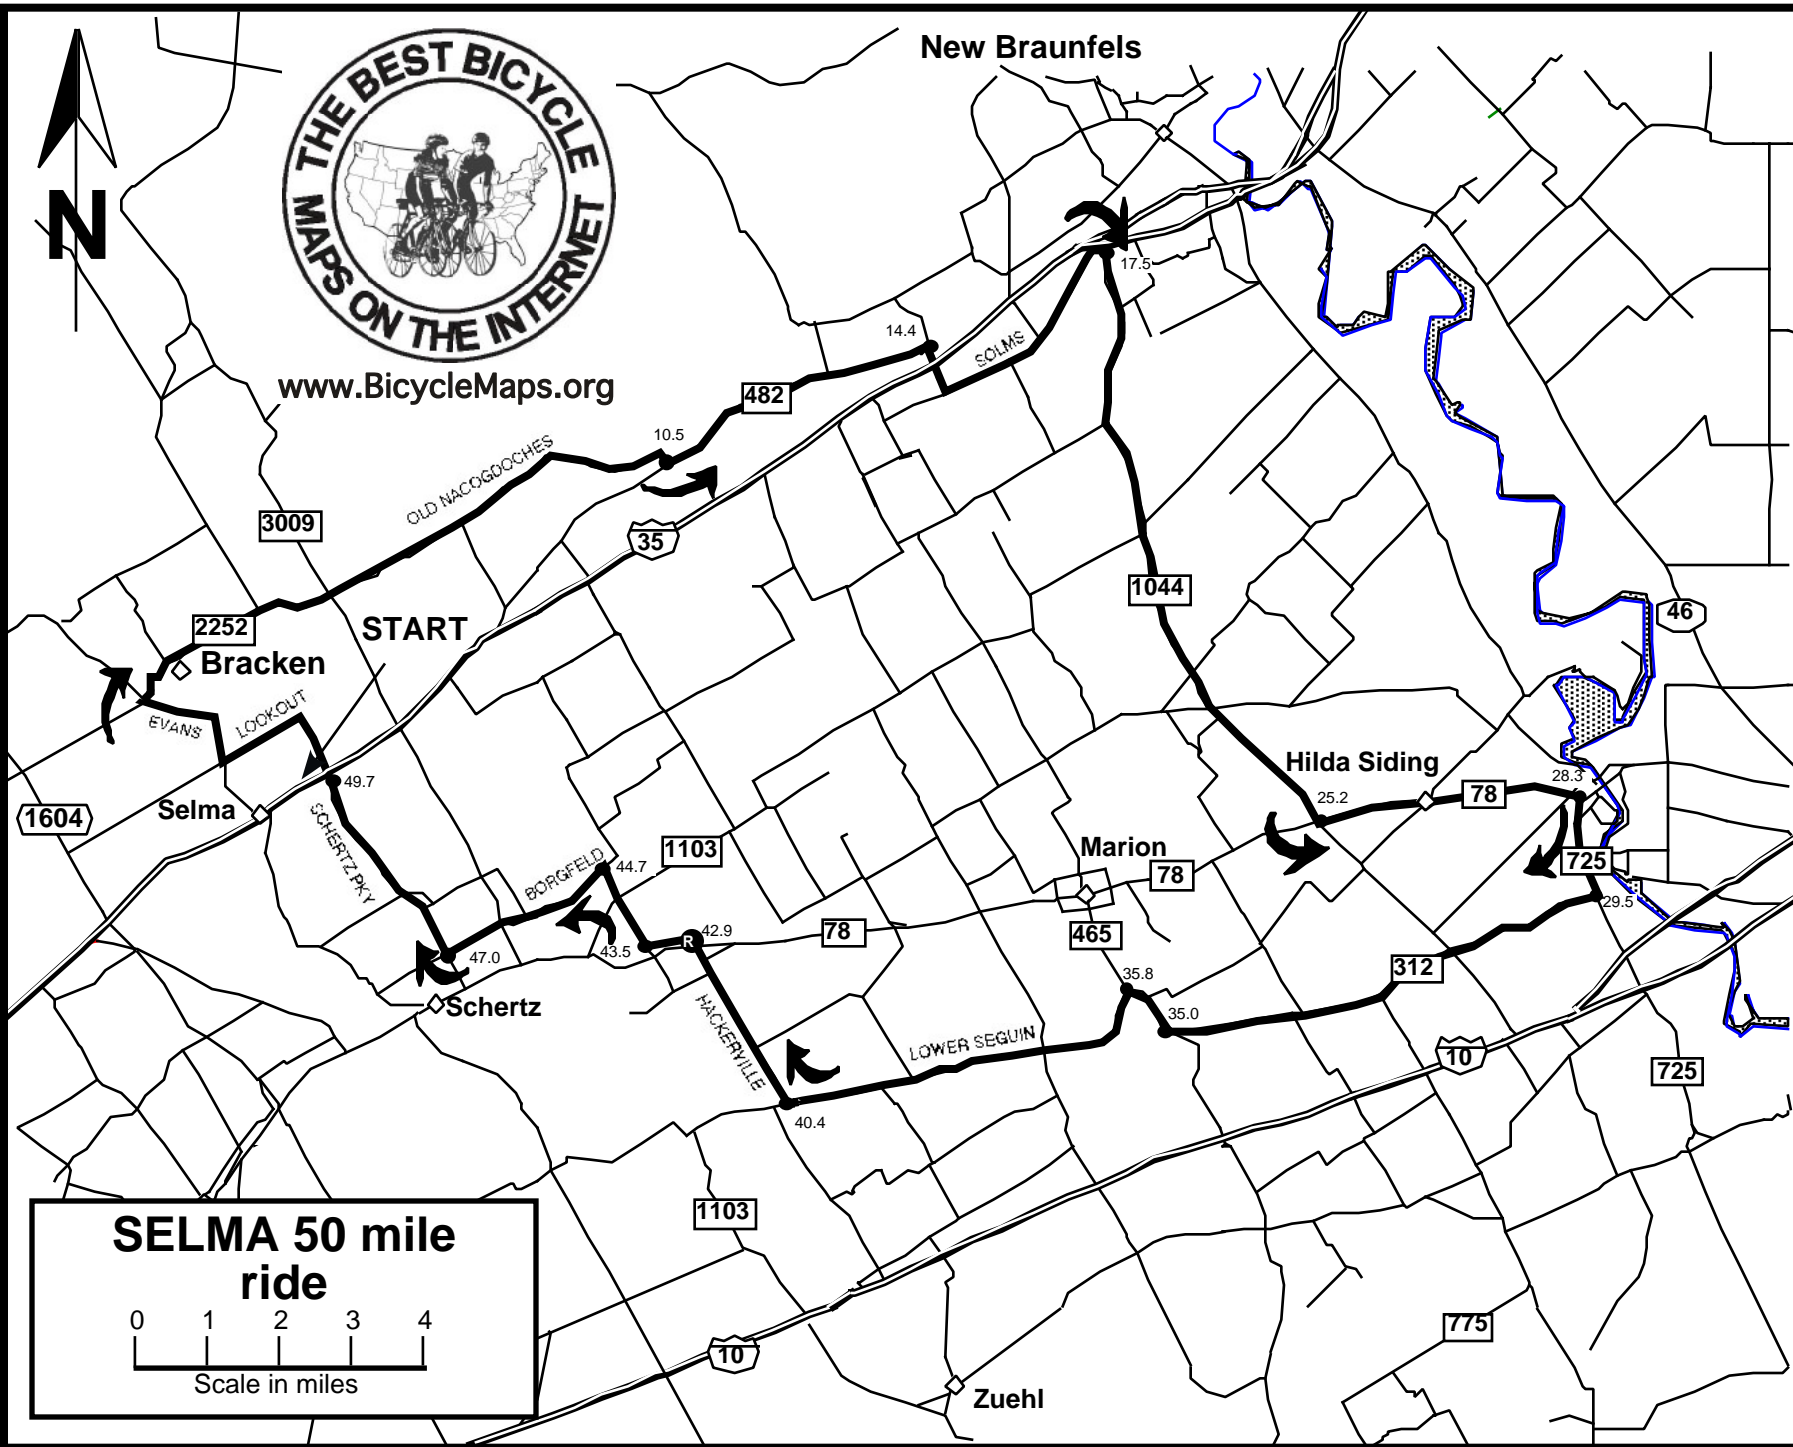 New Braunfels
THE BEST BICYCLE
MAPS ON THE INTERNET
www.BicycleMaps.org
N
17.5
14.4
SOLMS
482
10.5
OLD NACOGDOCHES
3009
35
1044
START
2252
Bracken
46
EVANS
LOOKOUT
Hilda Siding
28.3
49.7
78
25.2
Selma
1604
SCHERTZ PKY
1103
Marion
BORGFELD
44.7
78
725
29.5
42.9
R
78
465
43.5
47.0
312
35.8
Schertz
HACKERVILLE
35.0
LOWER SEGUIN
10
725
40.4
1103
SELMA 50 mile
ride
0 1 2 3 4
Scale in miles
775
10
Zuehl